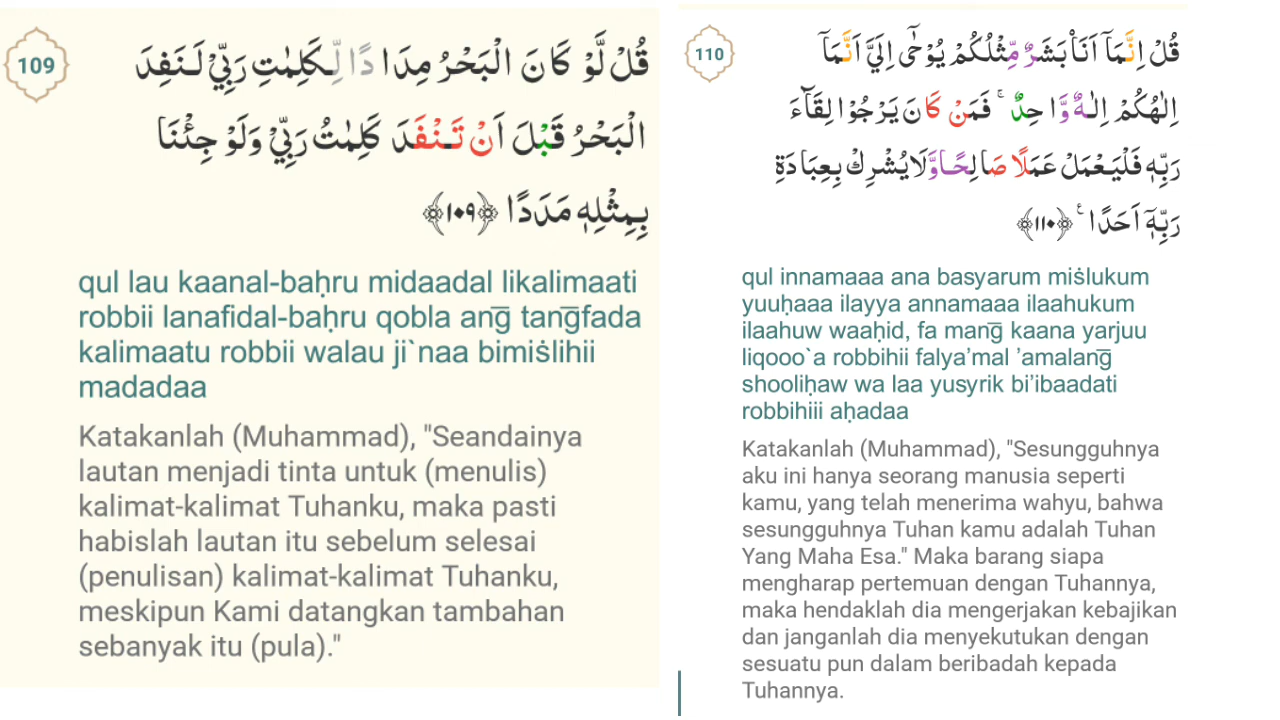 109
قُلْ لَّوْ كَانَ الْبَحْرُ مِدَادًا لِّكَلِمٰتِ رَبِّيْ لَنَفِدَ
الْبَحْرُ قَبْلَ اَنْ تَنْفَدَ كَلِمٰتُ رَبِّيْ وَلَوْ جِئْنَا
بِمِثْلِهٖ مَدَدًا ﴿١٠٩﴾
qul lau kaanal-baḥru midaadal likalimaati
robbii lanafidal-baḥru qobla ang̅ tang̅fada
kalimaatu robbii walau ji`naa bimiṡlihii
madadaa
Katakanlah (Muhammad), "Seandainya
lautan menjadi tinta untuk (menulis)
kalimat-kalimat Tuhanku, maka pasti
habislah lautan itu sebelum selesai
(penulisan) kalimat-kalimat Tuhanku,
meskipun Kami datangkan tambahan
sebanyak itu (pula)."
110
قُلْ اِنَّمَآ اَنَا۠ بَشَرٌ مِّثْلُكُمْ يُوْحٰٓى اِلَيَّ اَنَّمَآ
اِلٰهُكُمْ اِلٰهٌ وَّاحِدٌ ۚ فَمَنْ كَانَ يَرْجُوْا لِقَاۤءَ
رَبِّهٖ فَلْيَعْمَلْ عَمَلًا صَالِحًا وَّلَا يُشْرِكْ بِعِبَادَةِ
رَبِّهٖٓ اَحَدًا ࣖ ﴿١١٠﴾
qul innamaaa ana basyarum miṡlukum
yuuḥaaa ilayya annamaaa ilaahukum
ilaahuw waaḥid, fa mang̅ kaana yarjuu
liqooo`a robbihii falya’mal ’amalang̅
shooliḥaw wa laa yusyrik bi’ibaadati
robbihiii aḥadaa
Katakanlah (Muhammad), "Sesungguhnya
aku ini hanya seorang manusia seperti
kamu, yang telah menerima wahyu, bahwa
sesungguhnya Tuhan kamu adalah Tuhan
Yang Maha Esa." Maka barang siapa
mengharap pertemuan dengan Tuhannya,
maka hendaklah dia mengerjakan kebajikan
dan janganlah dia menyekutukan dengan
sesuatu pun dalam beribadah kepada
Tuhannya.